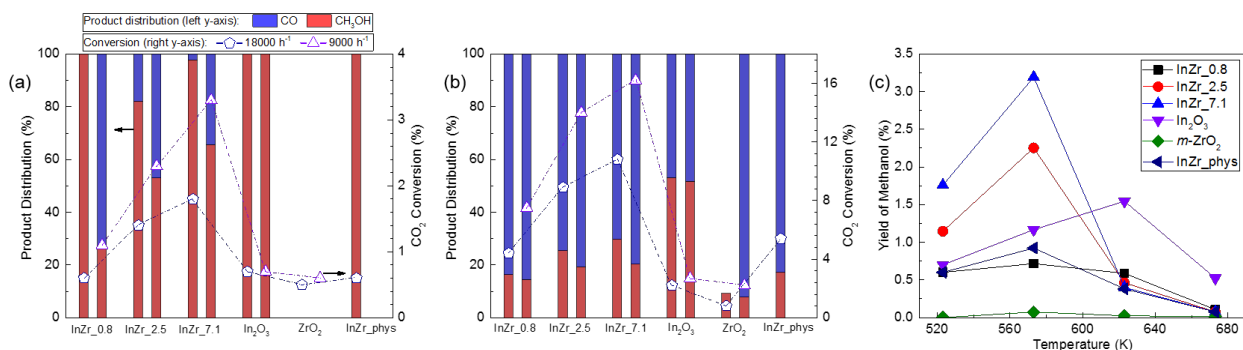 Product distribution (left y-axis): CO CH₃OH
Conversion (right y-axis): 18000 h⁻¹ 9000 h⁻¹
(a)
Product Distribution (%)
100
80
60
40
20
0
InZr_0.8 InZr_2.5 InZr_7.1 In₂O₃ ZrO₂ InZr_phys
4
3
2
1
0
CO₂ Conversion (%)
(b)
Product Distribution (%)
100
80
60
40
20
0
InZr_0.8 InZr_2.5 InZr_7.1 In₂O₃ ZrO₂ InZr_phys
16
12
8
4
0
CO₂ Conversion (%)
(c)
Yield of Methanol (%)
3.5
3.0
2.5
2.0
1.5
1.0
0.5
0.0
520 560 600 640 680
Temperature (K)
InZr_0.8
InZr_2.5
InZr_7.1
In₂O₃
m-ZrO₂
InZr_phys